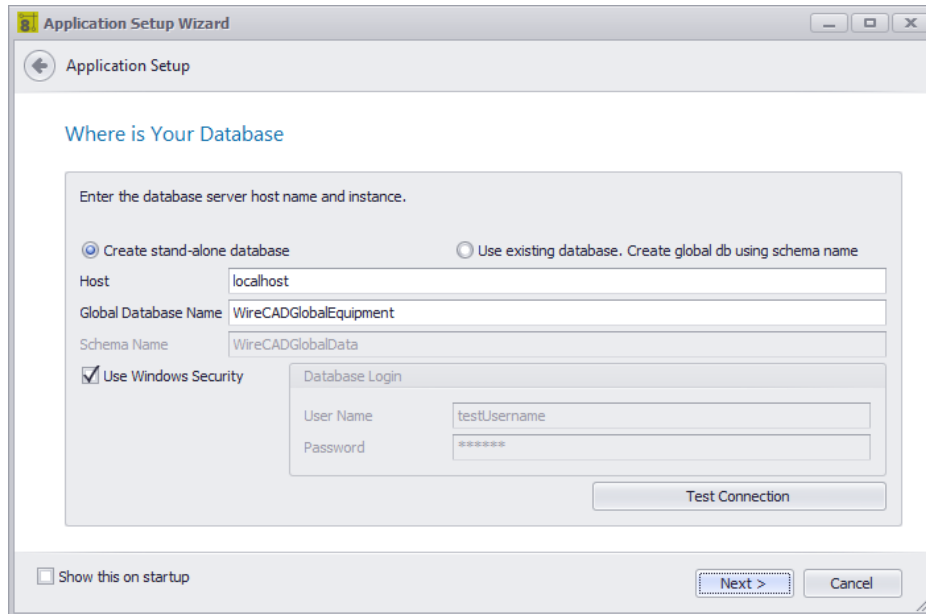 8 Application Setup Wizard
Application Setup
Where is Your Database
Enter the database server host name and instance.
Create stand-alone database Use existing database. Create global db using schema name
Host localhost
Global Database Name WireCADGlobalEquipment
Schema Name WireCADGlobalData
Use Windows Security Database Login
User Name testUsername
Password ******
Test Connection
Show this on startup
Next > Cancel